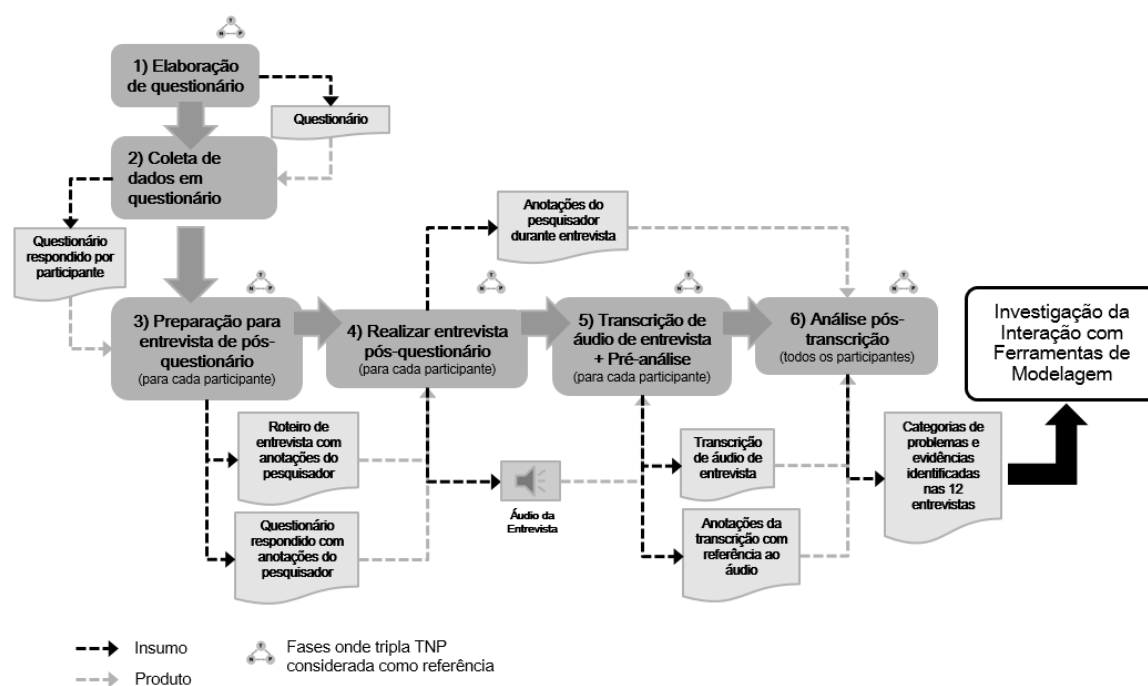 T
N P
1) Elaboração
de questionário
Questionário
2) Coleta de
dados em
questionário
Questionário
respondido por
participante
Anotações do
pesquisador
durante entrevista
T
N P
T
N P
T
N P
T
N P
3) Preparação para
entrevista de pós-
questionário
(para cada participante)
4) Realizar entrevista
pós-questionário
(para cada participante)
5) Transcrição de
áudio de entrevista
+ Pré-análise
(para cada participante)
6) Análise pós-
transcrição
(todos os participantes)
Investigação da
Interação com
Ferramentas de
Modelagem
Roteiro de
entrevista com
anotações do
pesquisador
Questionário
respondido com
anotações do
pesquisador
Áudio da
Entrevista
Transcrição
de áudio de
entrevista
Anotações da
transcrição com
referência ao
áudio
Categorias de
problemas e
evidências
identificadas
nas 12
entrevistas
Insumo
Produto
T
N P
Fases onde tripla TNP
considerada como referência